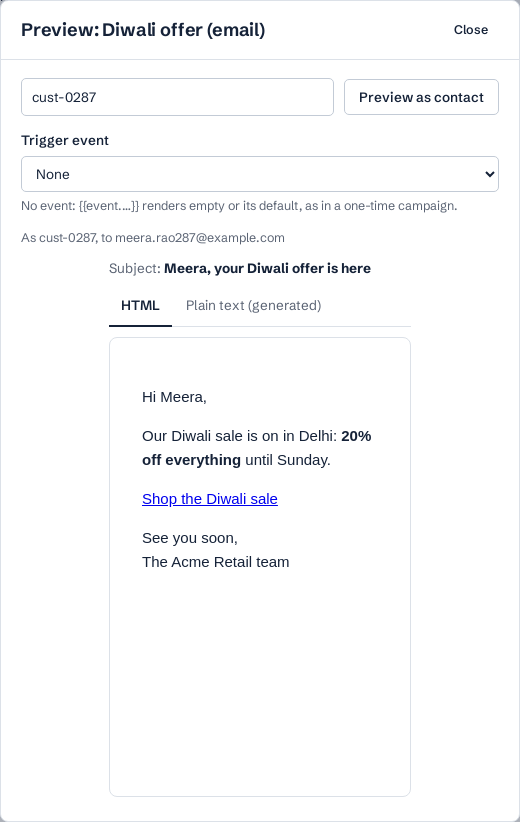 Preview: Diwali offer (email)
Close
cust-0287
Preview as contact
Trigger event
None
No event: {{event.…}} renders empty or its default, as in a one-time campaign.
As cust-0287, to meera.rao287@example.com
Subject: Meera, your Diwali offer is here
HTML
Plain text (generated)
Hi Meera,
Our Diwali sale is on in Delhi: 20%
off everything until Sunday.
Shop the Diwali sale
See you soon,
The Acme Retail team